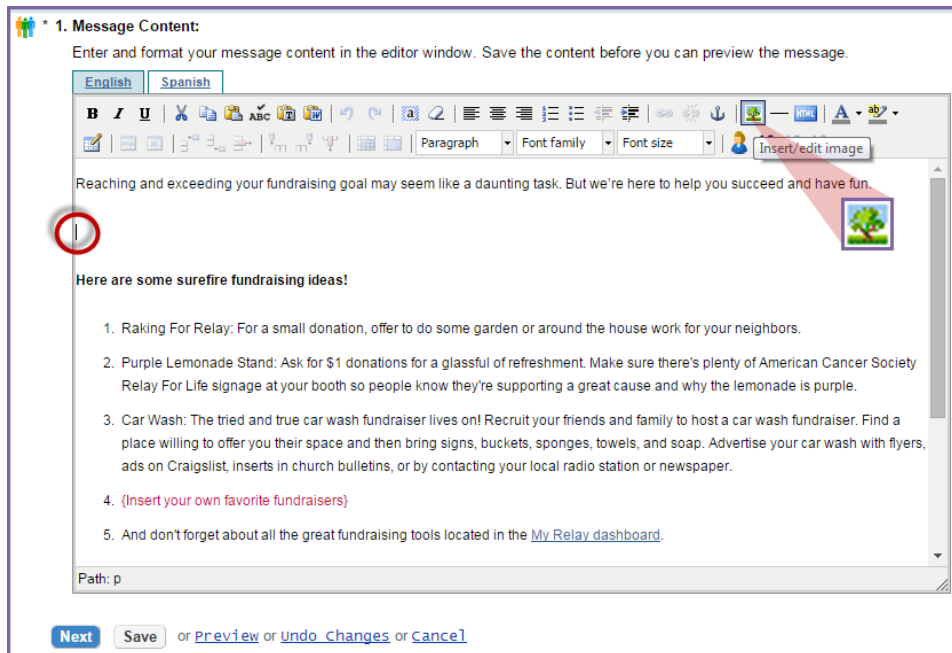 * 1. Message Content:
Enter and format your message content in the editor window. Save the content before you can preview the message.
English Spanish
B I U ABC HTML A ab
Paragraph Font family Font size
Insert/edit image
Reaching and exceeding your fundraising goal may seem like a daunting task. But we're here to help you succeed and have fun.
Here are some surefire fundraising ideas!
1. Raking For Relay: For a small donation, offer to do some garden or around the house work for your neighbors.
2. Purple Lemonade Stand: Ask for $1 donations for a glassful of refreshment. Make sure there's plenty of American Cancer Society
Relay For Life signage at your booth so people know they're supporting a great cause and why the lemonade is purple.
3. Car Wash: The tried and true car wash fundraiser lives on! Recruit your friends and family to host a car wash fundraiser. Find a
place willing to offer you their space and then bring signs, buckets, sponges, towels, and soap. Advertise your car wash with flyers,
ads on Craigslist, inserts in church bulletins, or by contacting your local radio station or newspaper.
4. {Insert your own favorite fundraisers}
5. And don't forget about all the great fundraising tools located in the My Relay dashboard.
Path: p
Next Save or Preview or Undo Changes or Cancel